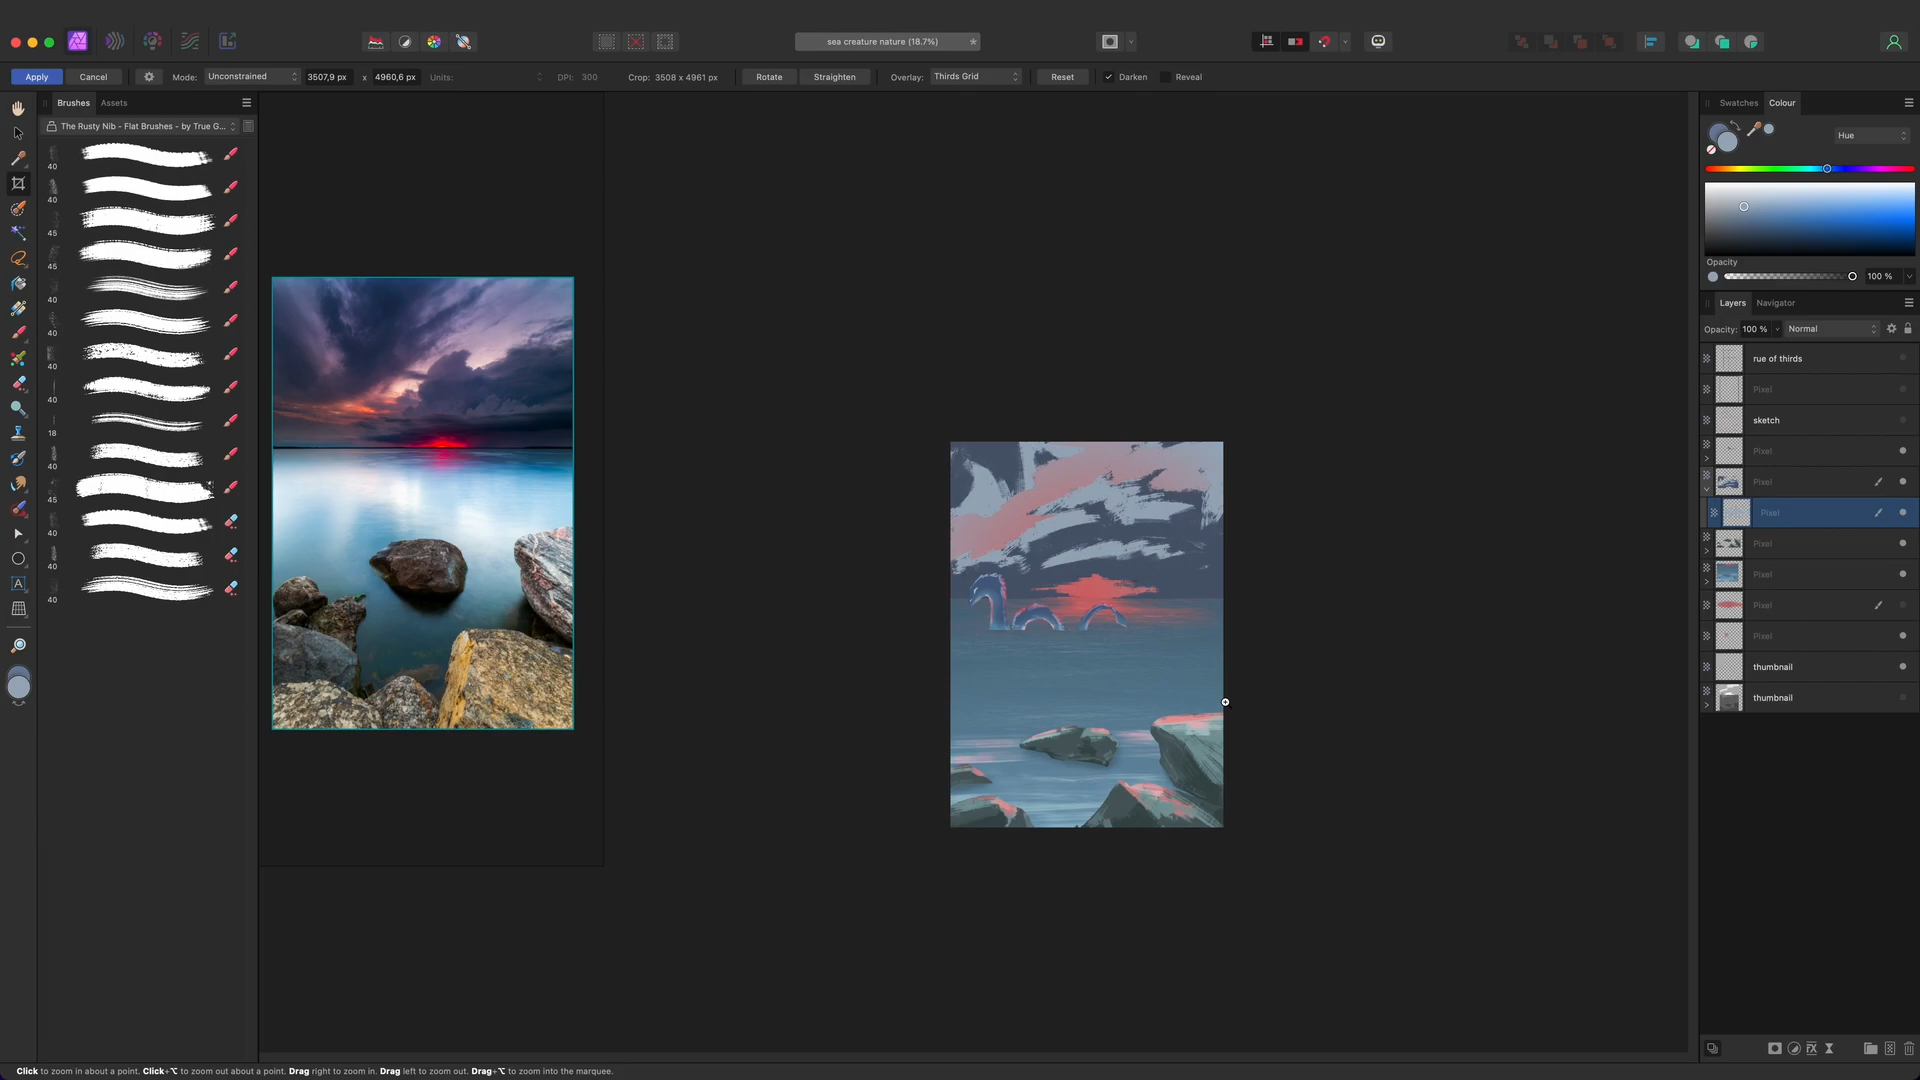 sea creature nature (18.7%)
Apply Cancel Mode: Unconstrained 3507,9 px x 4960,6 px Units: DPI: 300 Crop: 3508 x 4961 px Rotate Straighten Overlay: Thirds Grid Reset Darken Reveal
Brushes Assets
The Rusty Nib - Flat Brushes - by True G...
40
40
45
45
40
40
40
40
18
40
45
40
40
40
A
Swatches Colour
Hue
Opacity
100 %
Layers Navigator
Opacity: 100 % Normal
rue of thirds
Pixel
sketch
Pixel
Pixel
Pixel
Pixel
Pixel
Pixel
Pixel
thumbnail
thumbnail
Click to zoom in about a point. Click+⌥ to zoom out about a point. Drag right to zoom in. Drag left to zoom out. Drag+⌥ to zoom into the marquee.